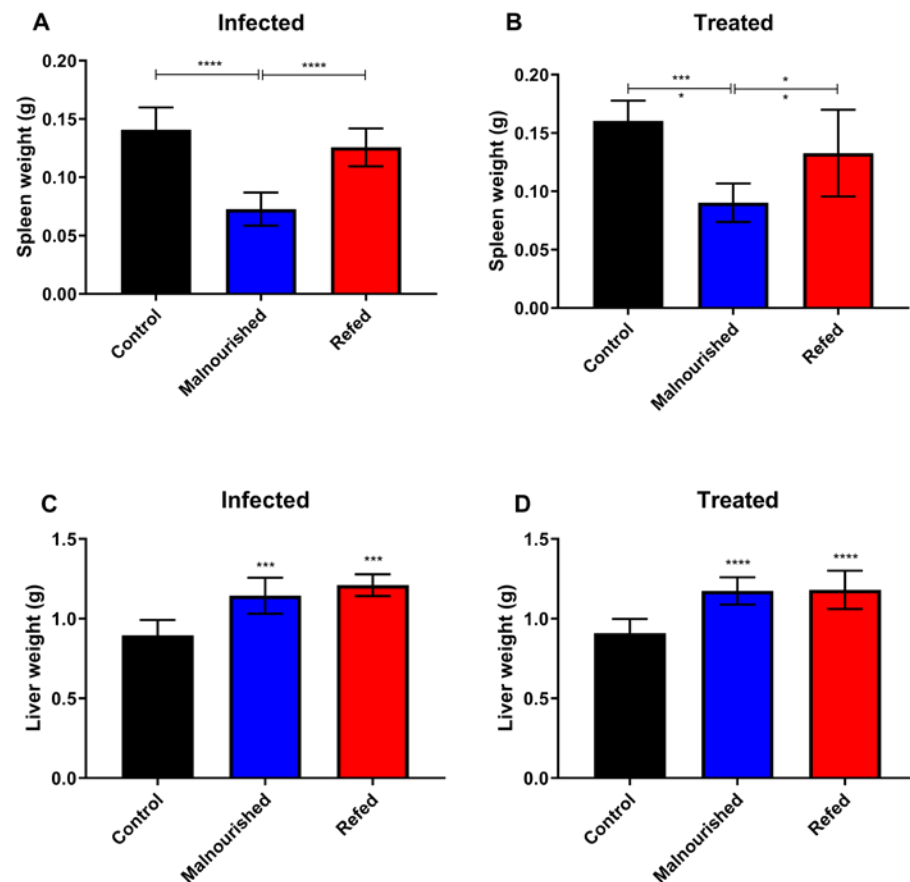 A
Infected
Spleen weight (g)
0.20
0.15
0.10
0.05
0.00
**** ****
Control
Malnourished
Refed
B
Treated
Spleen weight (g)
0.20
0.15
0.10
0.05
0.00
*** *
* *
Control
Malnourished
Refed
C
Infected
Liver weight (g)
1.5
1.0
0.5
0.0
*** ***
Control
Malnourished
Refed
D
Treated
Liver weight (g)
1.5
1.0
0.5
0.0
**** ****
Control
Malnourished
Refed